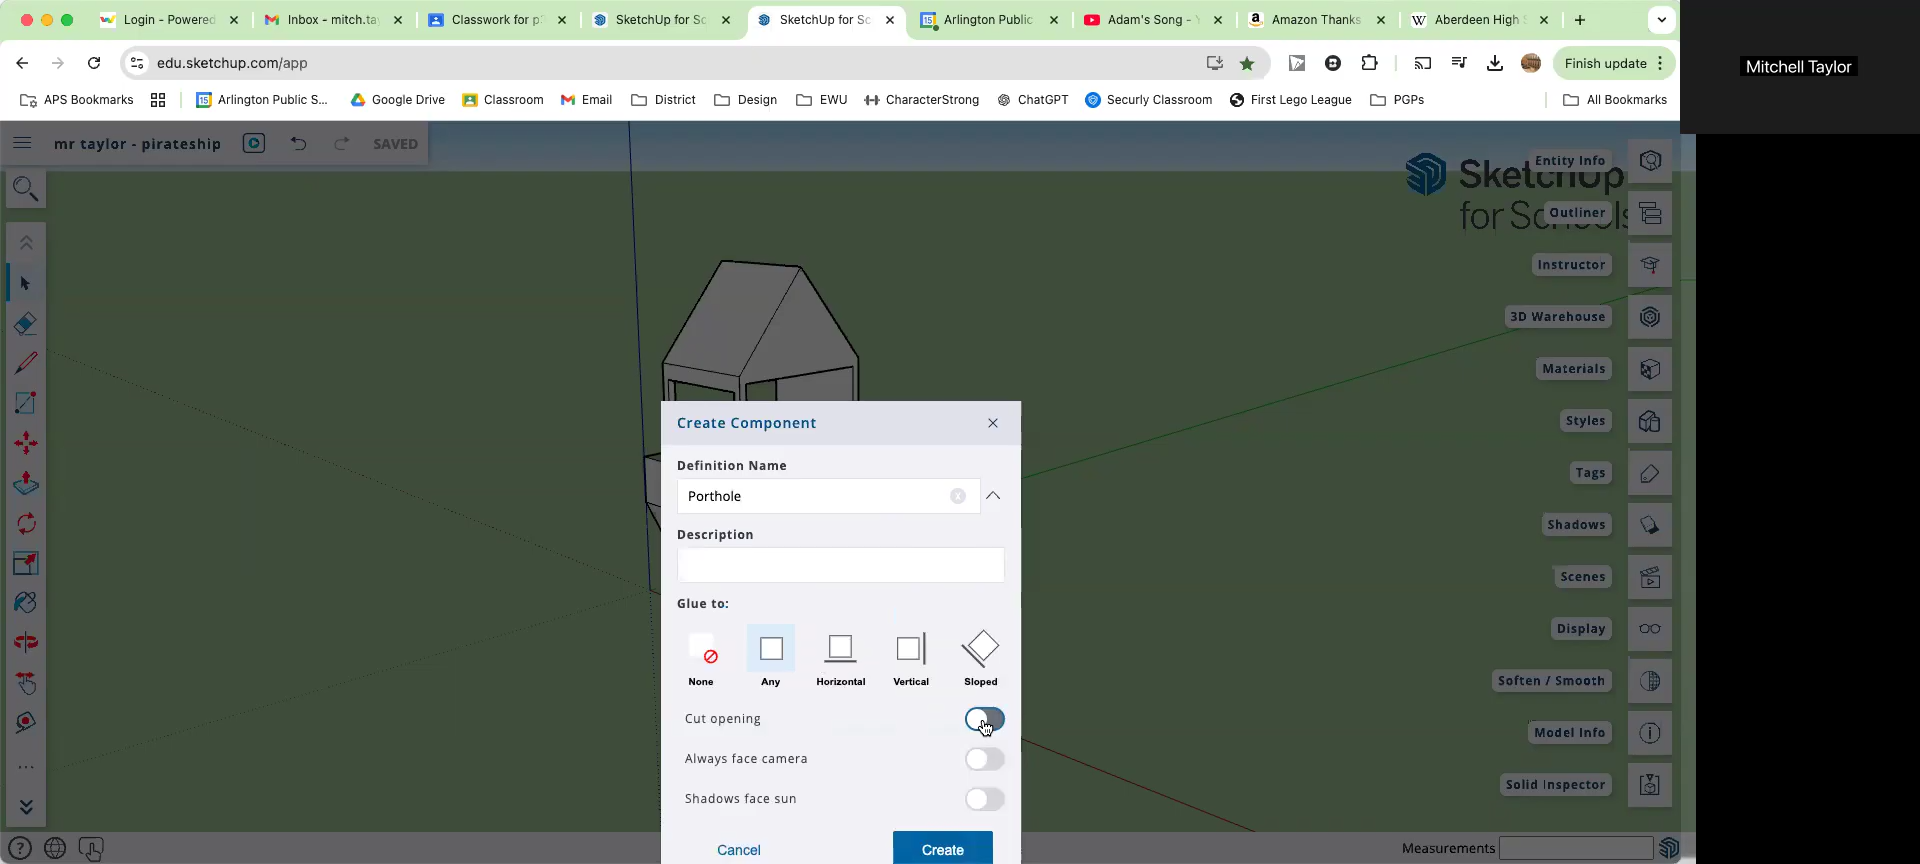 Login - Powered
Inbox - mitch.tay
Classwork for p
SketchUp for Sc
SketchUp for Sc
Arlington Public
Adam's Song - Y
Amazon Thanks
Aberdeen High S
edu.sketchup.com/app
Finish update
APS Bookmarks
Arlington Public S...
Google Drive
Classroom
Email
District
Design
EWU
CharacterStrong
ChatGPT
Securly Classroom
First Lego League
PGPs
All Bookmarks
Mitchell Taylor
mr taylor - pirateship
SAVED
SketchUp
for Schools
Entity Info
Outliner
Instructor
3D Warehouse
Materials
Styles
Tags
Shadows
Scenes
Display
Soften / Smooth
Model Info
Solid Inspector
Create Component
Definition Name
Porthole
Description
Glue to:
None
Any
Horizontal
Vertical
Sloped
Cut opening
Always face camera
Shadows face sun
Cancel
Create
Measurements